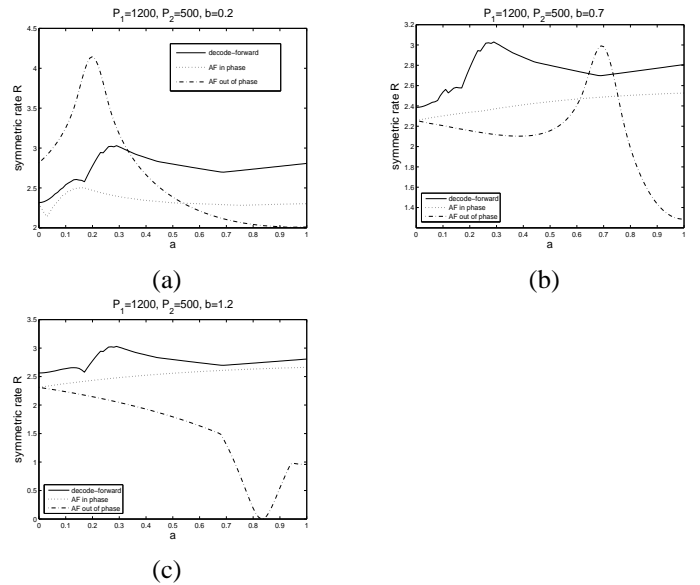 P₁=1200, P₂=500, b=0.2
symmetric rate R
4.5
4
3.5
3
2.5
2
decode−forward
AF in phase
AF out of phase
0 0.1 0.2 0.3 0.4 0.5 0.6 0.7 0.8 0.9 1
a
(a)
P₁=1200, P₂=500, b=0.7
symmetric rate R
3.2
3
2.8
2.6
2.4
2.2
2
1.8
1.6
1.4
decode−forward
AF in phase
AF out of phase
0 0.1 0.2 0.3 0.4 0.5 0.6 0.7 0.8 0.9 1
a
(b)
P₁=1200, P₂=500, b=1.2
symmetric rate R
3.5
3
2.5
2
1.5
1
0.5
0
decode−forward
AF in phase
AF out of phase
0 0.1 0.2 0.3 0.4 0.5 0.6 0.7 0.8 0.9 1
a
(c)